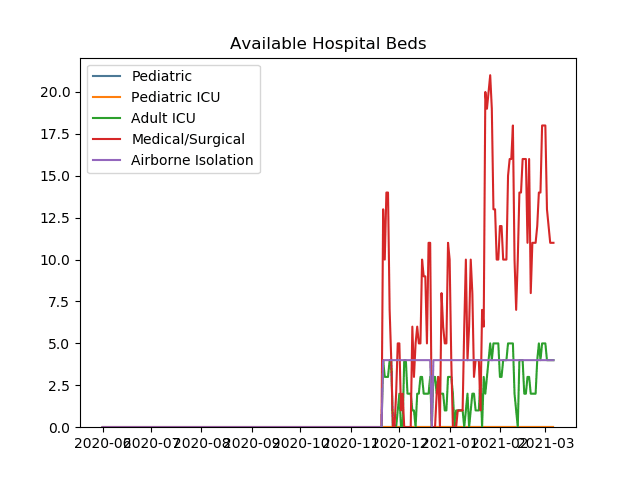 Available Hospital Beds
Pediatric
Pediatric ICU
Adult ICU
Medical/Surgical
Airborne Isolation
20.0
17.5
15.0
12.5
10.0
7.5
5.0
2.5
0.0
2020-06 2020-07 2020-08 2020-09 2020-10 2020-11 2020-12 2021-01 2021-02 2021-03